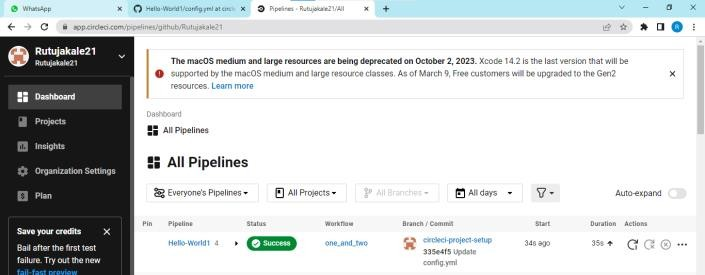 WhatsApp
Hello-World1/config.yml at circle
Pipelines - Rutujakale21/All
app.circleci.com/pipelines/github/Rutujakale21
R
Rutujakale21
Rutujakale21
Dashboard
Projects
Insights
Organization Settings
Plan
Save your credits
Bail after the first test
failure. Try out the new
fail-fast preview
The macOS medium and large resources are being deprecated on October 2, 2023. Xcode 14.2 is the last version that will be
supported by the macOS medium and large resource classes. As of March 9, Free customers will be upgraded to the Gen2
resources. Learn more
Dashboard
All Pipelines
All Pipelines
Everyone's Pipelines
All Projects
All Branches
All days
Auto-expand
Pin Pipeline Status Workflow Branch / Commit Start Duration Actions
Hello-World1 4 Success one_and_two circleci-project-setup 34s ago 35s
335e4f5 Update
config.yml